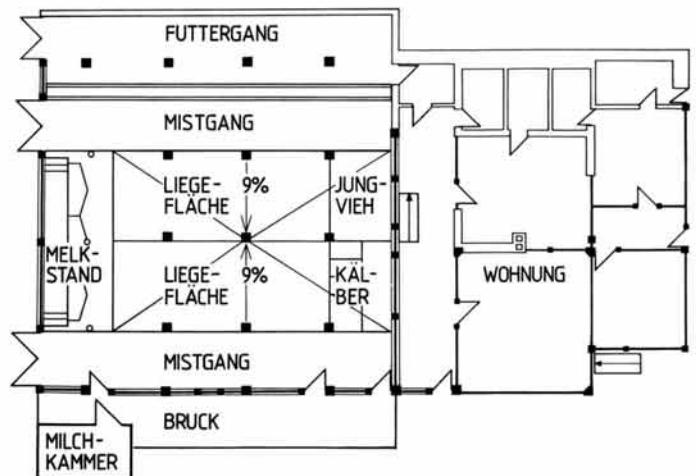 FUTTERGANG
MISTGANG
LIEGE-
FLÄCHE
9%
JUNG-
VIEH
MELK-
STAND
LIEGE-
FLÄCHE
9%
KÄL-
BER
WOHNUNG
MISTGANG
BRUCK
MILCH-
KAMMER